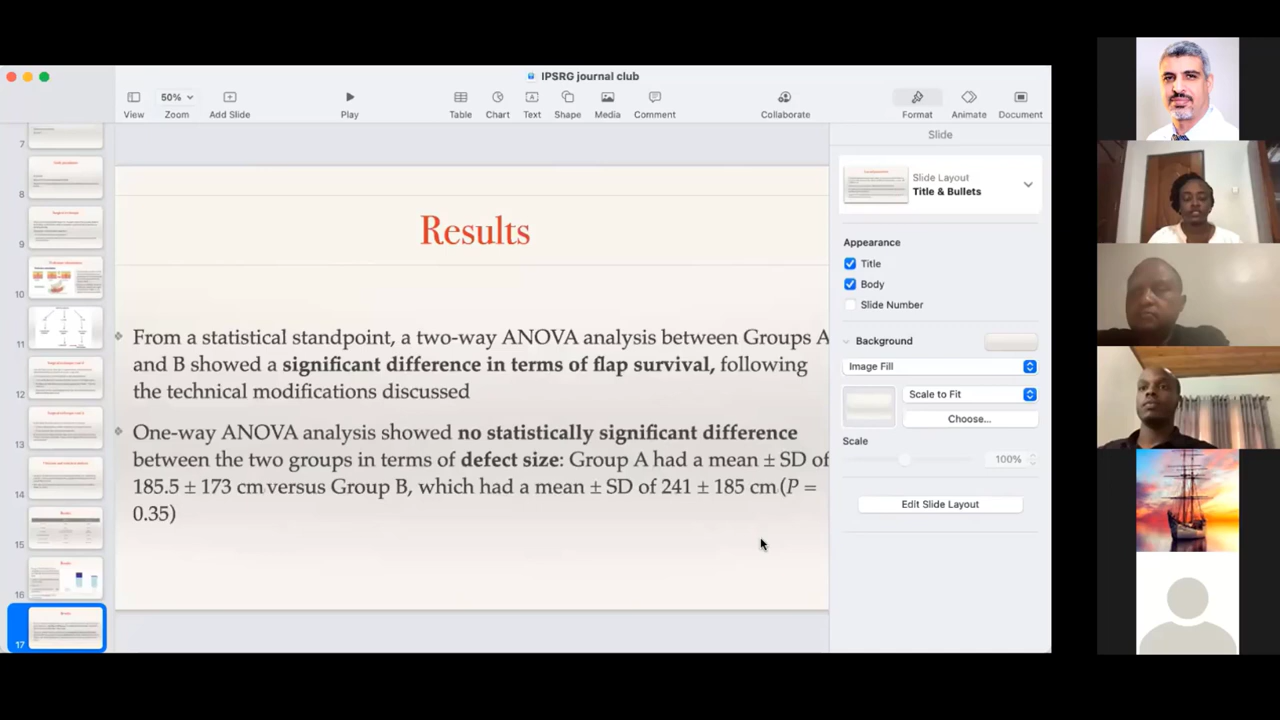 IPSRG journal club
50%
View
Zoom
Add Slide
Play
Table
Chart
Text
Shape
Media
Comment
Collaborate
Format
Animate
Document
Slide
7
8
9
10
11
12
13
14
15
16
17
Results
From a statistical standpoint, a two-way ANOVA analysis between Groups A
and B showed a significant difference in terms of flap survival, following
the technical modifications discussed
One-way ANOVA analysis showed no statistically significant difference
between the two groups in terms of defect size: Group A had a mean ± SD of
185.5 ± 173 cm versus Group B, which had a mean ± SD of 241 ± 185 cm (P =
0.35)
Slide Layout
Title & Bullets
Appearance
Title
Body
Slide Number
Background
Image Fill
Scale to Fit
Choose...
Scale
100%
Edit Slide Layout